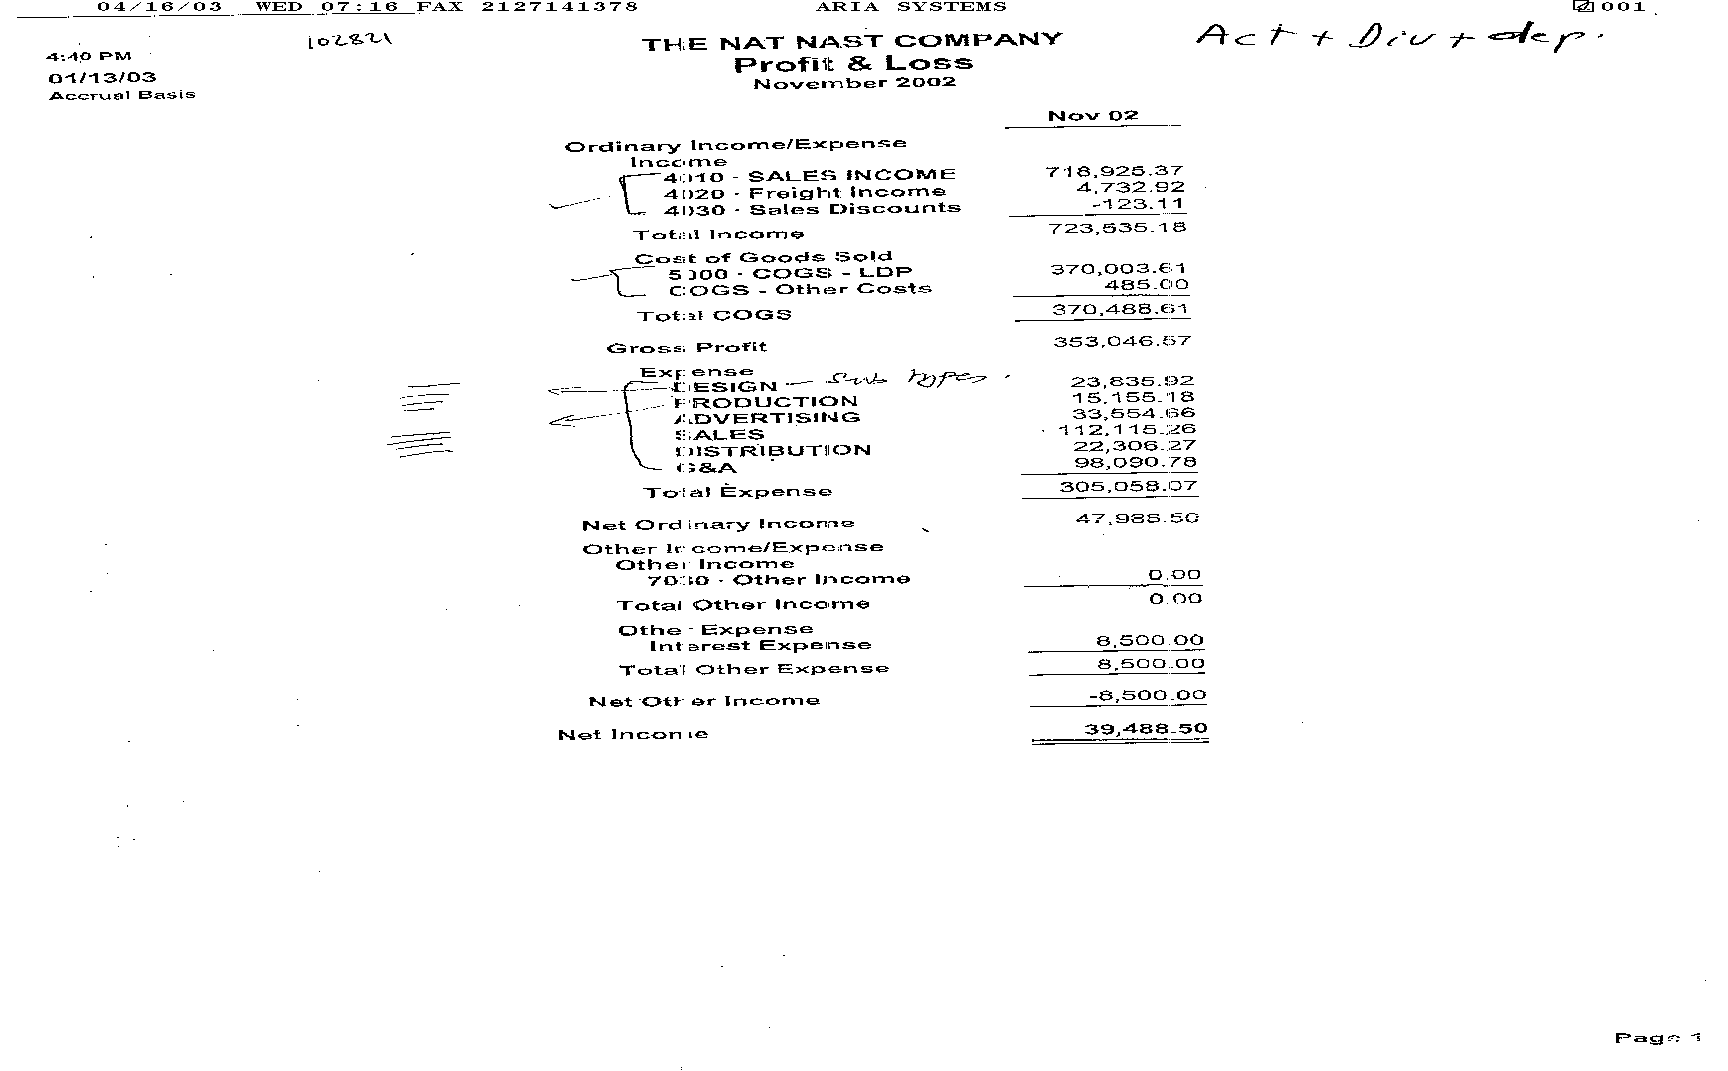 04/16/03 WED 07:16 FAX 2127141378 ARIA SYSTEMS 001
102821
Act + Div + dep.
4:40 PM
01/13/03
Accrual Basis
THE NAT NAST COMPANY
Profit & Loss
November 2002
Nov 02
Ordinary Income/Expense
Income
4010 - SALES INCOME 718,925.37
4020 - Freight Income 4,732.92
4030 - Sales Discounts -123.11
Total Income 723,535.18
Cost of Goods Sold
5000 - COGS - LDP 370,003.61
COGS - Other Costs 485.00
Total COGS 370,488.61
Gross Profit 353,046.57
Expense
DESIGN — Sub types. 23,835.92
PRODUCTION 15,155.18
ADVERTISING 33,554.66
SALES 112,115.26
DISTRIBUTION 22,306.27
G&A 98,090.78
Total Expense 305,058.07
Net Ordinary Income 47,988.50
Other Income/Expense
Other Income
7030 - Other Income 0.00
Total Other Income 0.00
Other Expense
Interest Expense 8,500.00
Total Other Expense 8,500.00
Net Other Income -8,500.00
Net Income 39,488.50
Page 1